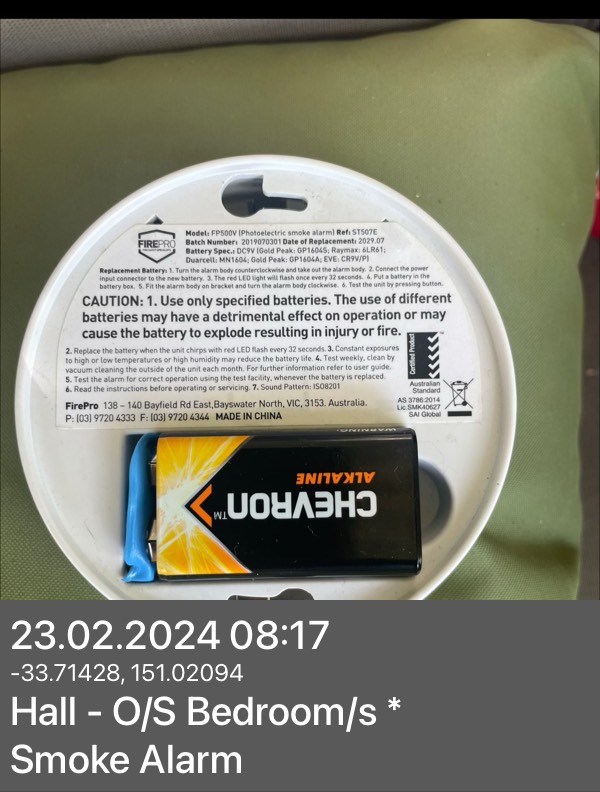 FIREPRO
Model: FP500V (Photoelectric smoke alarm) Ref: ST507E
Batch Number: 2019070301 Date of Replacement: 2029.07
Battery Spec.: DC9V (Gold Peak: GP1604S; Raymax: 6LR61;
Duarcell: MN1604; Gold Peak: GP1604A; EVE: CR9V/P)
Replacement Battery: 1. Turn the alarm body counterclockwise and take out the alarm body. 2. Connect the power
input connector to the new battery. 3. The red LED light will flash once every 32 seconds. 4. Put a battery in the
battery box. 5. Fit the alarm body on bracket and turn the alarm body clockwise. 6. Test the unit by pressing button.
CAUTION: 1. Use only specified batteries. The use of different
batteries may have a detrimental effect on operation or may
cause the battery to explode resulting in injury or fire.
2. Replace the battery when the unit chirps with red LED flash every 32 seconds. 3. Constant exposures
to high or low temperatures or high humidity may reduce the battery life. 4. Test weekly, clean by
vacuum cleaning the outside of the unit each month. For further information refer to user guide.
5. Test the alarm for correct operation using the test facility, whenever the battery is replaced.
6. Read the instructions before operating or servicing. 7. Sound Pattern: ISO8201
Certified Product
Australian
Standard
AS 3786:2014
Lic:SMK40627
SAI Global
FirePro 138 - 140 Bayfield Rd East,Bayswater North, VIC, 3153. Australia.
P: (03) 9720 4333 F: (03) 9720 4344 MADE IN CHINA
WARNING
ALKALINE
CHEVRON™
23.02.2024 08:17
-33.71428, 151.02094
Hall - O/S Bedroom/s *
Smoke Alarm